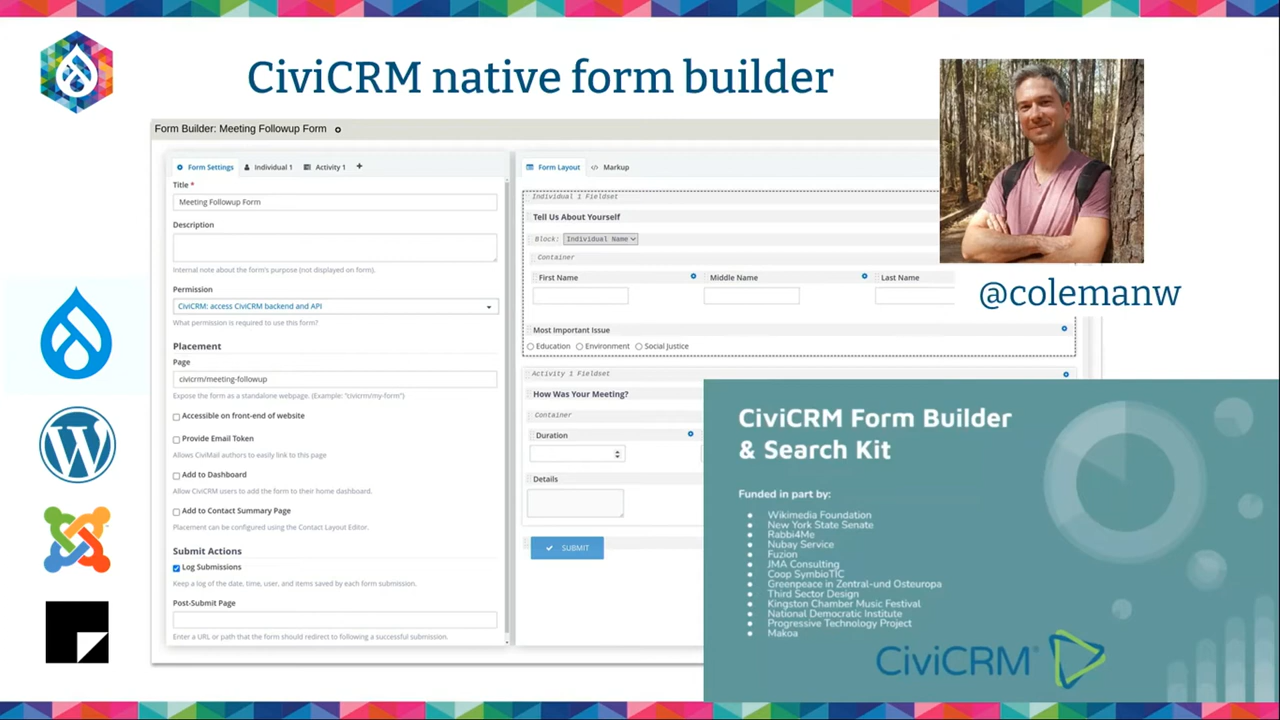 CiviCRM native form builder
Form Builder: Meeting Followup Form
Form Settings
Individual 1
Activity 1
Title *
Meeting Followup Form
Description
Internal note about the form's purpose (not displayed on form).
Permission
CiviCRM: access CiviCRM backend and API
What permission is required to use this form?
Placement
Page
civicrm/meeting-followup
Expose the form as a standalone webpage. (Example: "civicrm/my-form")
Accessible on front-end of website
Provide Email Token
Allows CiviMail authors to easily link to this page
Add to Dashboard
Allow CiviCRM users to add the form to their home dashboard.
Add to Contact Summary Page
Placement can be configured using the Contact Layout Editor.
Submit Actions
Log Submissions
Keep a log of the date, time, user, and items saved by each form submission.
Post-Submit Page
Enter a URL or path that the form should redirect to following a successful submission.
Form Layout
Markup
Individual 1 Fieldset
Tell Us About Yourself
Block: Individual Name
Container
First Name
Middle Name
Last Name
Most Important Issue
Education Environment Social Justice
Activity 1 Fieldset
How Was Your Meeting?
Container
Duration
Details
SUBMIT
@colemanw
CiviCRM Form Builder
& Search Kit
Funded in part by:
Wikimedia Foundation
New York State Senate
Rabbi4Me
Nubay Service
Fuzion
JMA Consulting
Coop SymbioTIC
Greenpeace in Zentral-und Osteuropa
Third Sector Design
Kingston Chamber Music Festival
National Democratic Institute
Progressive Technology Project
Makoa
CiviCRM